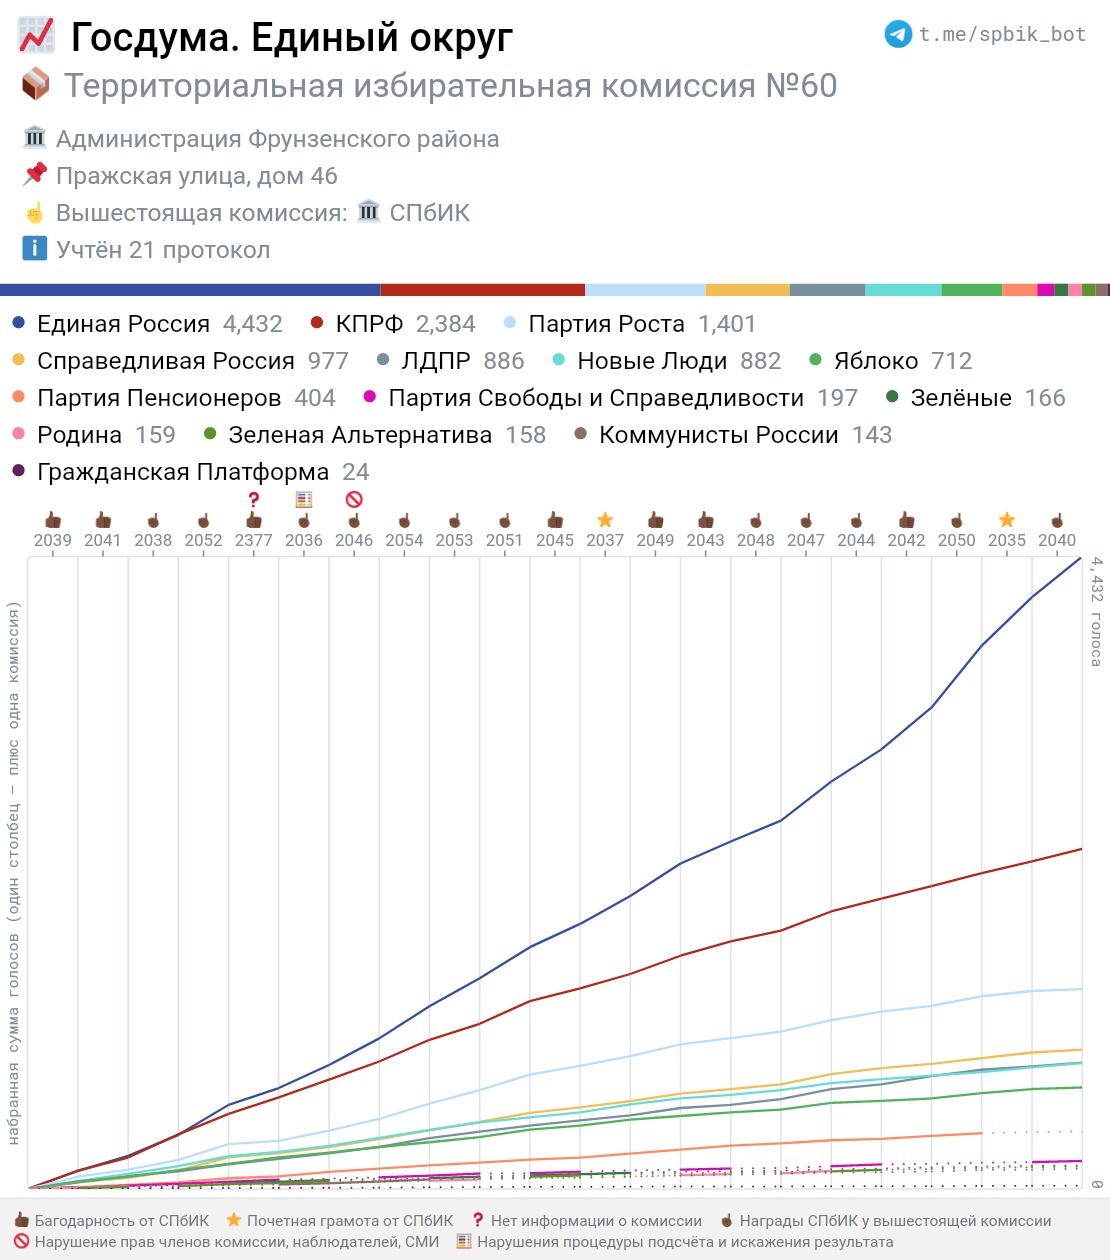 Госдума. Единый округ
t.me/spbik_bot
Территориальная избирательная комиссия №60
Администрация Фрунзенского района
Пражская улица, дом 46
Вышестоящая комиссия: СПбИК
Учтён 21 протокол
Единая Россия 4,432 КПРФ 2,384 Партия Роста 1,401
Справедливая Россия 977 ЛДПР 886 Новые Люди 882 Яблоко 712
Партия Пенсионеров 404 Партия Свободы и Справедливости 197 Зелёные 166
Родина 159 Зеленая Альтернатива 158 Коммунисты России 143
Гражданская Платформа 24
2039 2041 2038 2052 2377 2036 2046 2054 2053 2051 2045 2037 2049 2043 2048 2047 2044 2042 2050 2035 2040
набранная сумма голосов (один столбец – плюс одна комиссия)
4,432 голоса
0
Багодарность от СПбИК Почетная грамота от СПбИК Нет информации о комиссии Награды СПбИК у вышестоящей комиссии
Нарушение прав членов комиссии, наблюдателей, СМИ Нарушения процедуры подсчёта и искажения результата